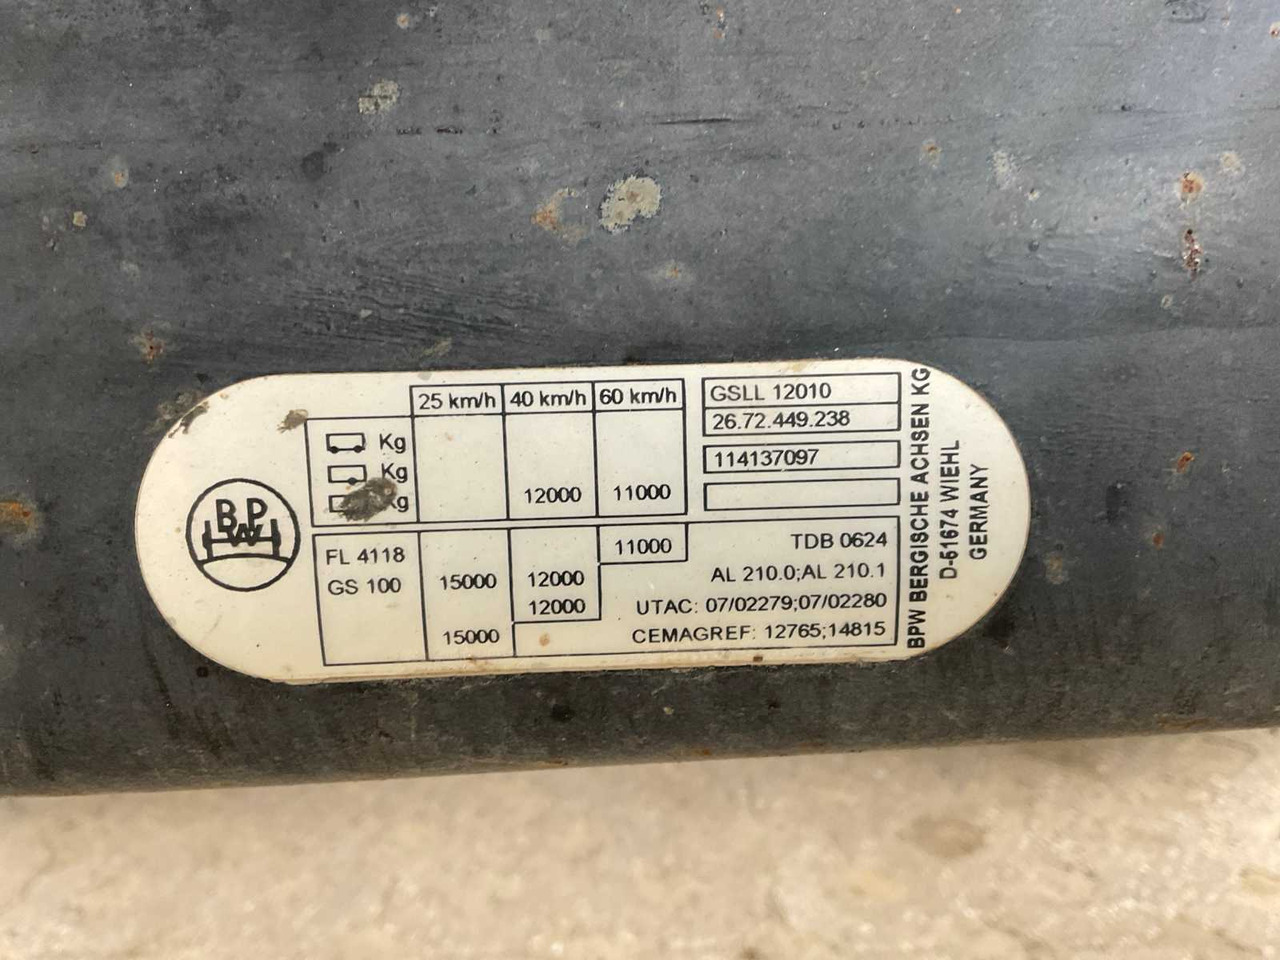 BPW
25 km/h 40 km/h 60 km/h
Kg
Kg
Kg 12000 11000
GSLL 12010
26.72.449.238
114137097
11000
FL 4118
GS 100 15000 12000
12000
15000
TDB 0624
AL 210.0;AL 210.1
UTAC: 07/02279;07/02280
CEMAGREF: 12765;14815
BPW BERGISCHE ACHSEN KG
D-51674 WIEHL
GERMANY